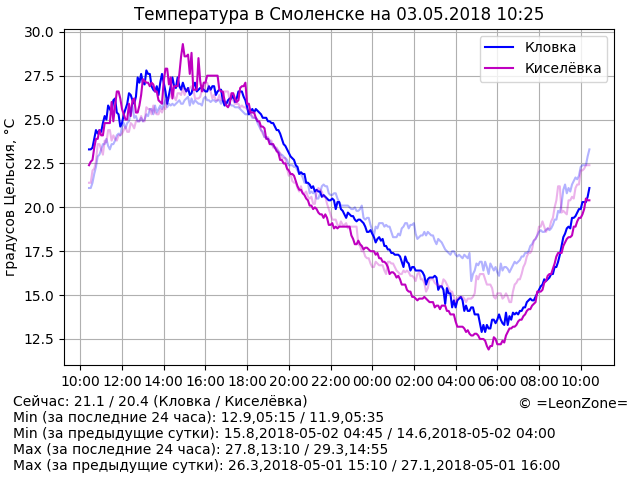 Температура в Смоленске на 03.05.2018 10:25
Кловка
Киселёвка
градусов Цельсия, °C
30.0
27.5
25.0
22.5
20.0
17.5
15.0
12.5
10:00 12:00 14:00 16:00 18:00 20:00 22:00 00:00 02:00 04:00 06:00 08:00 10:00
Сейчас: 21.1 / 20.4 (Кловка / Киселёвка)
© =LeonZone=
Min (за последние 24 часа): 12.9,05:15 / 11.9,05:35
Min (за предыдущие сутки): 15.8,2018-05-02 04:45 / 14.6,2018-05-02 04:00
Max (за последние 24 часа): 27.8,13:10 / 29.3,14:55
Max (за предыдущие сутки): 26.3,2018-05-01 15:10 / 27.1,2018-05-01 16:00